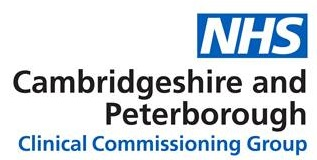 NHS
Cambridgeshire and
Peterborough
Clinical Commissioning Group